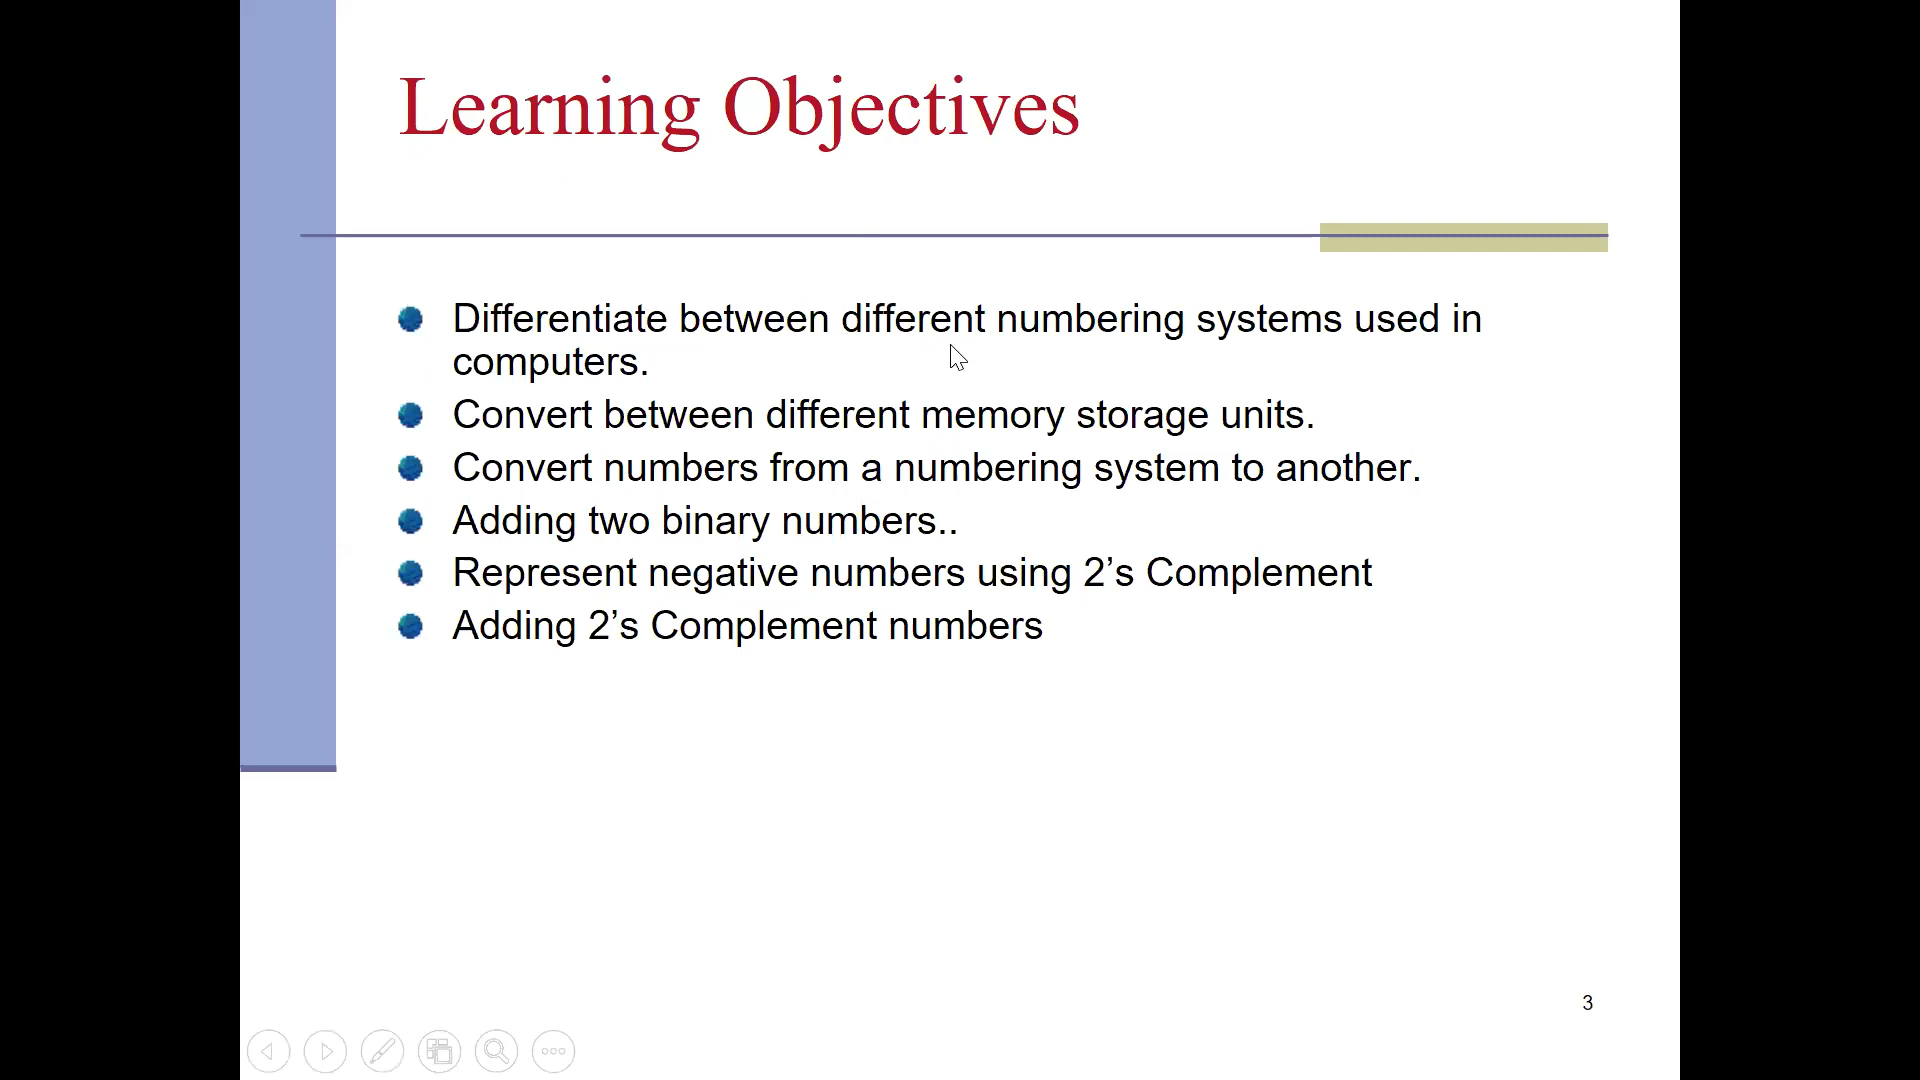 Learning Objectives
Differentiate between different numbering systems used in
computers.
Convert between different memory storage units.
Convert numbers from a numbering system to another.
Adding two binary numbers..
Represent negative numbers using 2’s Complement
Adding 2’s Complement numbers
3